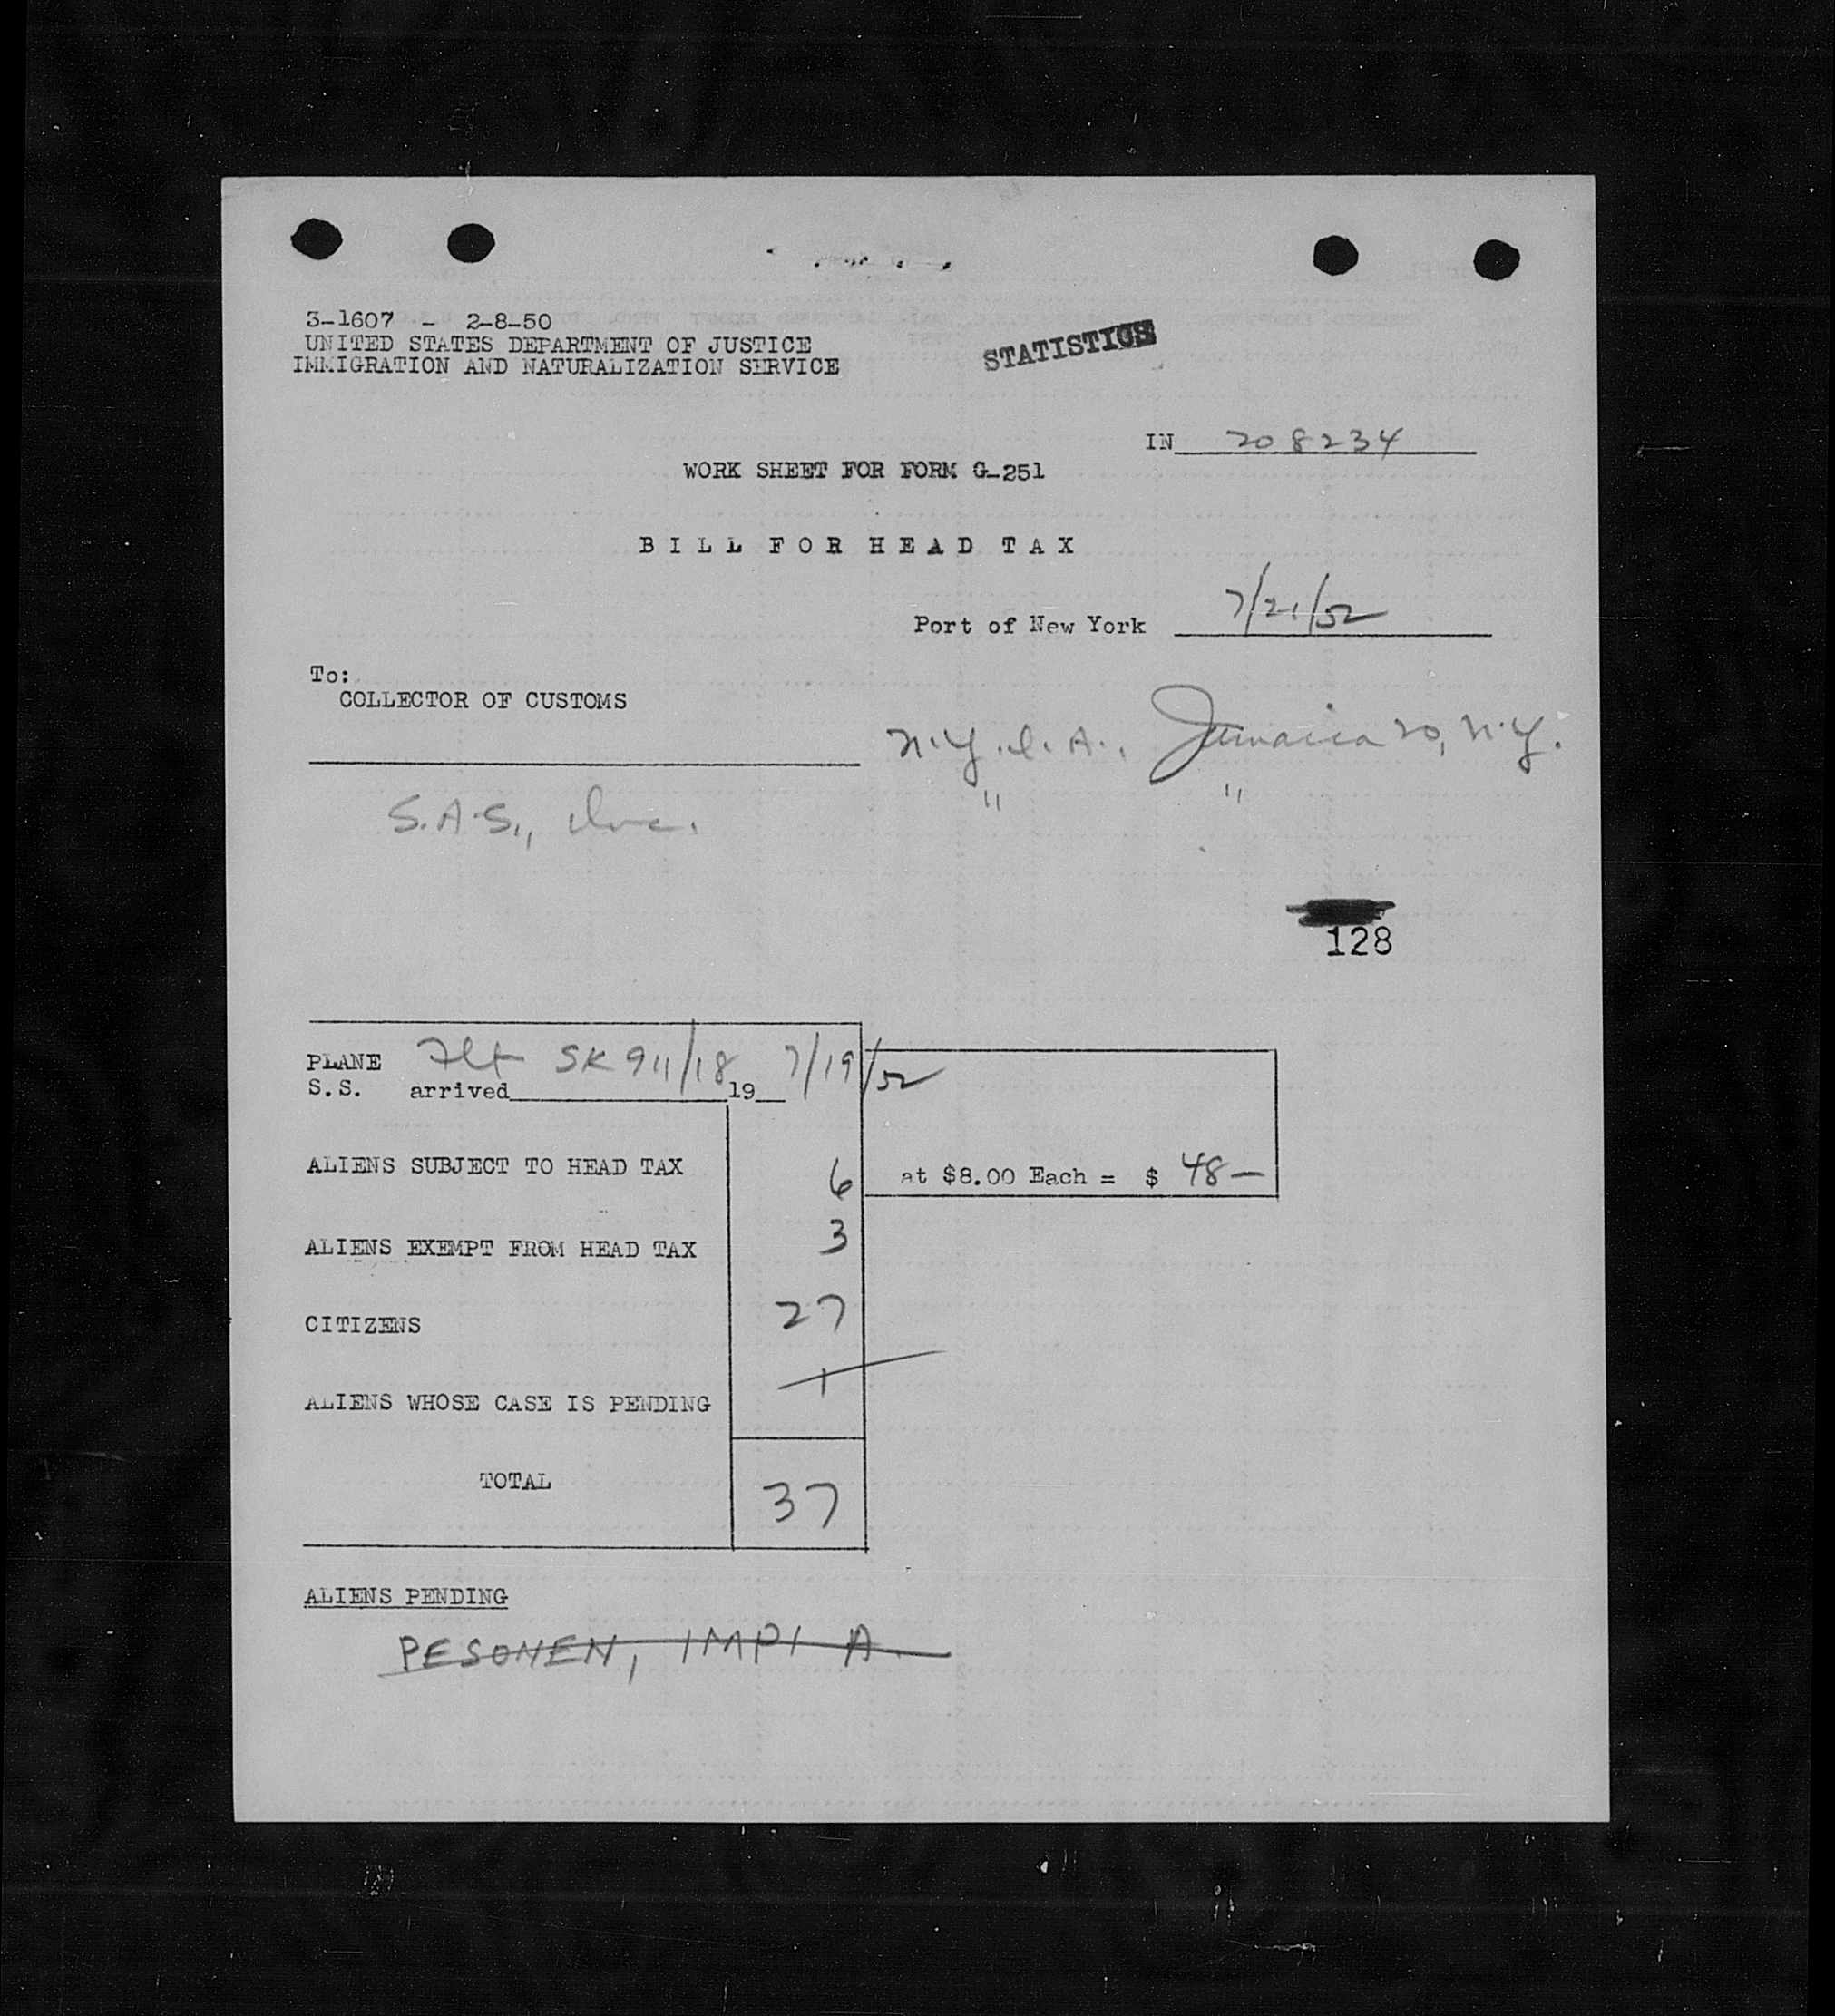 3-1607 - 2-8-50
UNITED STATES DEPARTMENT OF JUSTICE
IMMIGRATION AND NATURALIZATION SERVICE
STATISTICS
IN 208234
WORK SHEET FOR FORM G-251
BILL FOR HEAD TAX
Port of New York 7/21/52
To:
COLLECTOR OF CUSTOMS
N.Y.I.A., Jamaica 20, N.Y.
S.A.S., Inc. " "
128
PLANE Flt SK 911/18 7/19/52
S.S. arrived 19
ALIENS SUBJECT TO HEAD TAX 6 at $8.00 Each = $ 48—
ALIENS EXEMPT FROM HEAD TAX 3
CITIZENS 27
ALIENS WHOSE CASE IS PENDING 1
TOTAL 37
ALIENS PENDING
PESONEN, IMPI A.